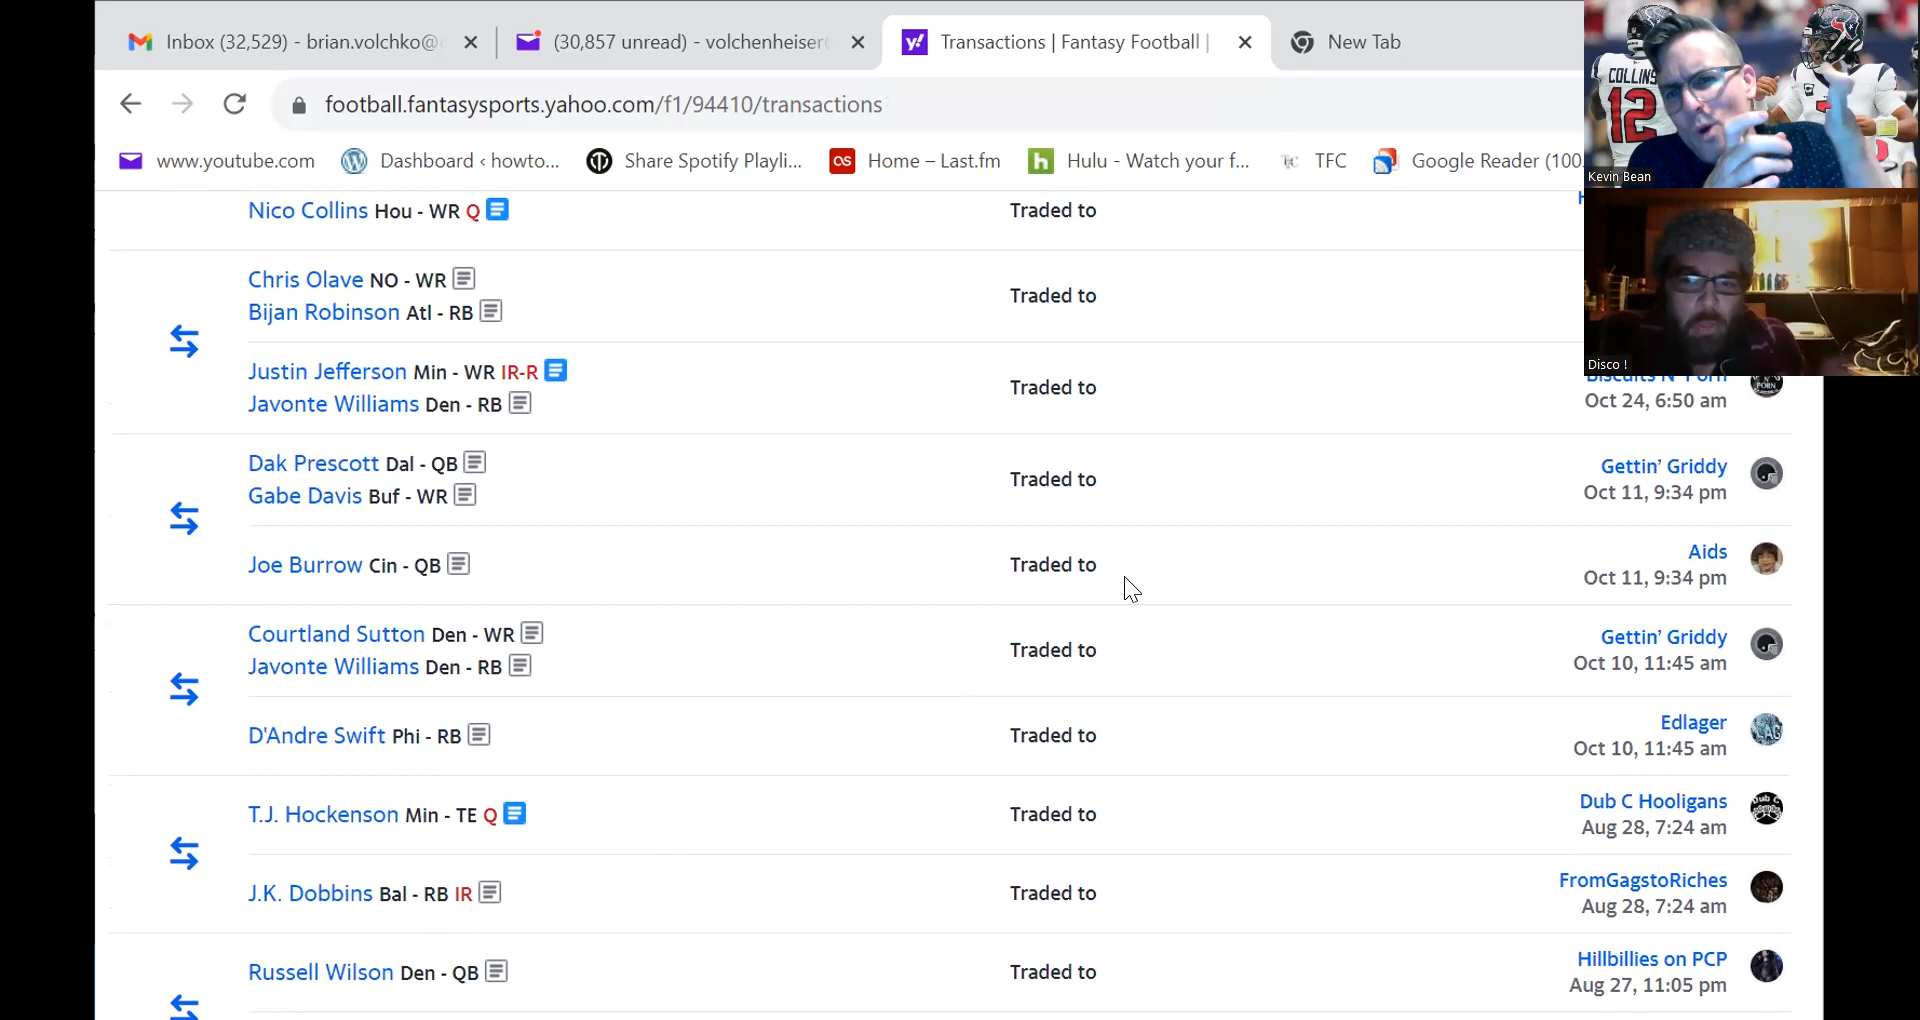 Inbox (32,529) - brian.volchko@
(30,857 unread) - volchenheiser
Transactions | Fantasy Football |
New Tab
football.fantasysports.yahoo.com/f1/94410/transactions
www.youtube.com
Dashboard ‹ howto...
Share Spotify Playli...
Home – Last.fm
Hulu - Watch your f...
TFC
Google Reader (100
COLLINS
12
Kevin Bean
Disco !
Nico Collins Hou - WR Q
Traded to
Chris Olave NO - WR
Bijan Robinson Atl - RB
Traded to
Justin Jefferson Min - WR IR-R
Javonte Williams Den - RB
Traded to
Biscuits N' Porn
Oct 24, 6:50 am
Dak Prescott Dal - QB
Gabe Davis Buf - WR
Traded to
Gettin' Griddy
Oct 11, 9:34 pm
Joe Burrow Cin - QB
Traded to
Aids
Oct 11, 9:34 pm
Courtland Sutton Den - WR
Javonte Williams Den - RB
Traded to
Gettin' Griddy
Oct 10, 11:45 am
D'Andre Swift Phi - RB
Traded to
Edlager
Oct 10, 11:45 am
T.J. Hockenson Min - TE Q
Traded to
Dub C Hooligans
Aug 28, 7:24 am
J.K. Dobbins Bal - RB IR
Traded to
FromGagstoRiches
Aug 28, 7:24 am
Russell Wilson Den - QB
Traded to
Hillbillies on PCP
Aug 27, 11:05 pm